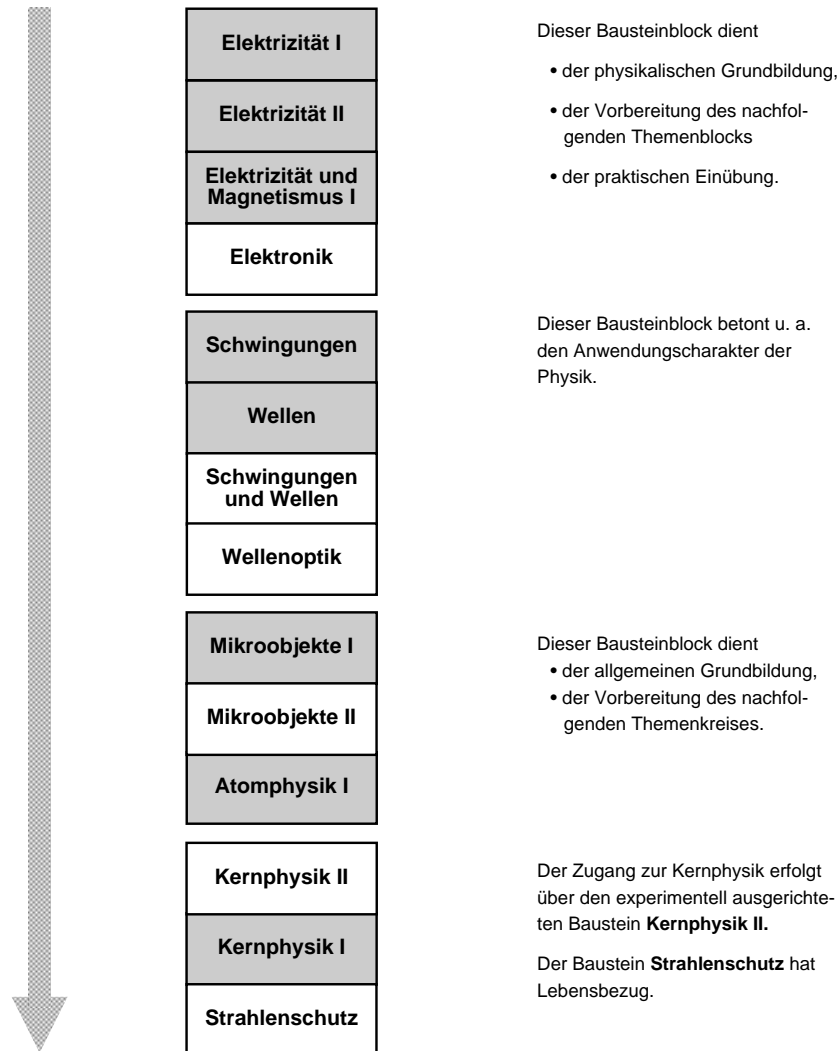 Elektrizität I
Elektrizität II
Elektrizität und
Magnetismus I
Elektronik
Dieser Bausteinblock dient
• der physikalischen Grundbildung,
• der Vorbereitung des nachfol-
genden Themenblocks
• der praktischen Einübung.
Schwingungen
Wellen
Schwingungen
und Wellen
Wellenoptik
Dieser Bausteinblock betont u. a.
den Anwendungscharakter der
Physik.
Mikroobjekte I
Mikroobjekte II
Atomphysik I
Dieser Bausteinblock dient
• der allgemeinen Grundbildung,
• der Vorbereitung des nachfol-
genden Themenkreises.
Kernphysik II
Kernphysik I
Strahlenschutz
Der Zugang zur Kernphysik erfolgt
über den experimentell ausgerichte-
ten Baustein Kernphysik II.
Der Baustein Strahlenschutz hat
Lebensbezug.